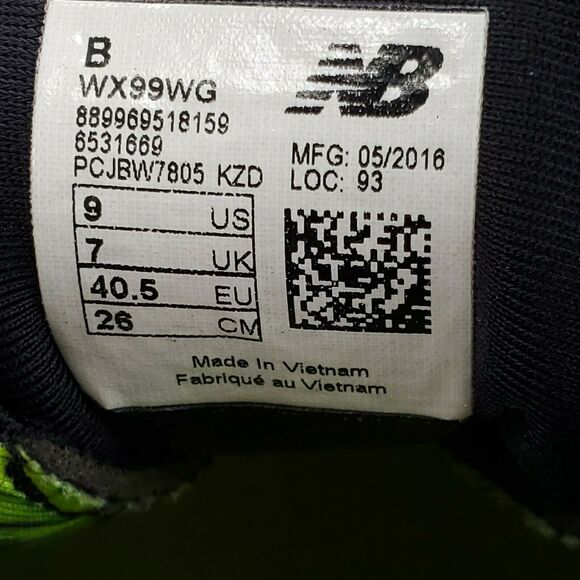 B
WX99WG
889969518159
6531669
PCJBW7805 KZD
NB
MFG: 05/2016
LOC: 93
9 US
7 UK
40.5 EU
26 CM
Made In Vietnam
Fabriqué au Vietnam